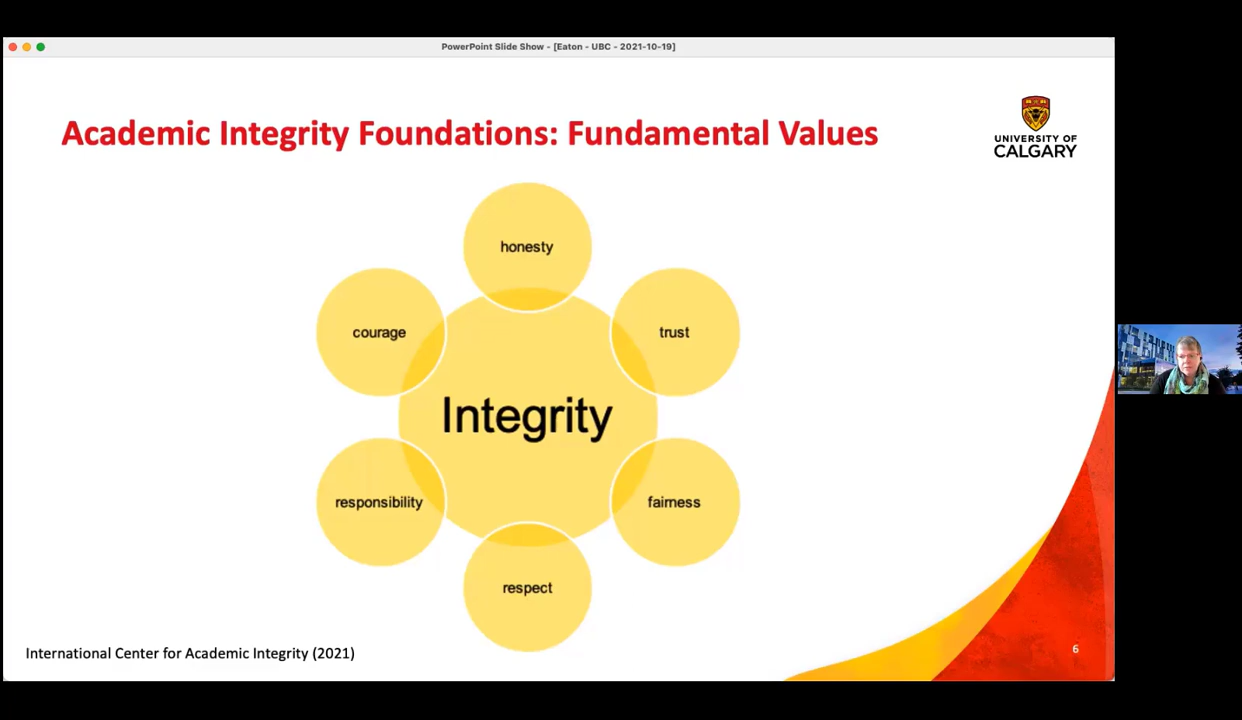 PowerPoint Slide Show - [Eaton - UBC - 2021-10-19]
Academic Integrity Foundations: Fundamental Values
UNIVERSITY OF
CALGARY
honesty
courage
trust
Integrity
responsibility
fairness
respect
International Center for Academic Integrity (2021)
6